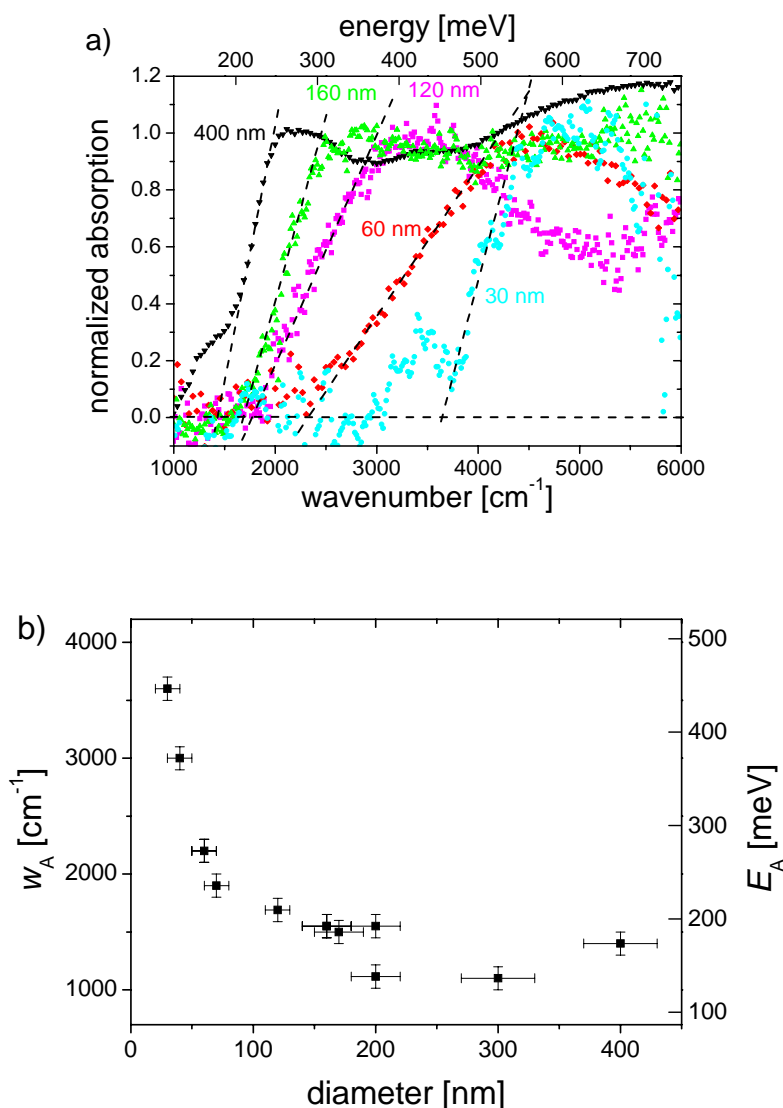 a)
energy [meV]
200 300 400 500 600 700
1.2
1.0
0.8
0.6
0.4
0.2
0.0
normalized absorption
400 nm
160 nm
120 nm
60 nm
30 nm
1000 2000 3000 4000 5000 6000
wavenumber [cm⁻¹]
b)
4000
3000
2000
1000
w_A [cm⁻¹]
500
400
300
200
100
E_A [meV]
0 100 200 300 400
diameter [nm]